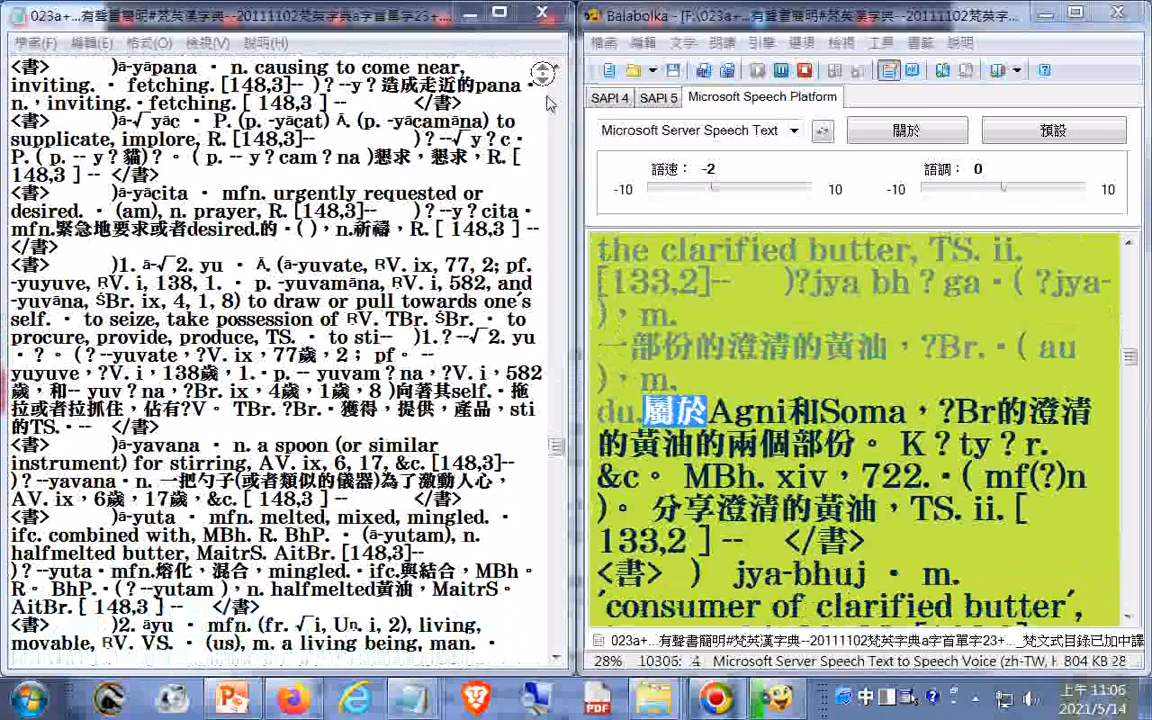 ...有聲書簡明#梵英漢字典--20111102梵英字典a字首單字23+...
檔案(F) 編輯(E) 格式(O) 檢視(V) 說明(H)
<書> )ā-yāpana ‧ n. causing to come near,
inviting. ‧ fetching. [148,3])?--y？造成走近的pana‧
n.，inviting.‧fetching. [ 148,3 ] -- </書>
<書> )ā-√yāc ‧ P. (p. -yācat) Ā. (p. -yācamāna) to
supplicate, implore, R. [148,3]-- )?--√y？c‧
P. ( p. -- y？貓)？。 ( p. -- y？cam？na )懇求，懇求，R. [
148,3 ] -- </書>
<書> )ā-yācita ‧ mfn. urgently requested or
desired. ‧ (am), n. prayer, R. [148,3]-- )?--y？cita‧
mfn.緊急地要求或者desired.的‧( )，n.祈禱，R. [ 148,3 ] --
</書>
<書> )1. ā-√2. yu ‧ Ā. (ā-yuvate, RV. ix, 77, 2; pf.
-yuyuve, RV. i, 138, 1. ‧ p. -yuvamāna, RV. i, 582, and
-yuvāna, ŚBr. ix, 4, 1, 8) to draw or pull towards one's
self. ‧ to seize, take possession of RV. TBr. ŚBr. ‧ to
procure, provide, produce, TS. ‧ to sti-- )1.？--√2. yu
‧？。 (？--yuvate，?V. ix，77歲，2； pf。 --
yuyuve，?V. i，138歲，1.‧p.-- yuvam？na，?V. i，582
歲，和-- yuv？na，?Br. ix，4歲，1歲，8 )向著其self.‧拖
拉或者拉抓住，佔有?V。 TBr. ?Br.‧獲得，提供，產品，sti
的TS.‧-- </書>
<書> )ā-yavana ‧ n. a spoon (or similar
instrument) for stirring, AV. ix, 6, 17, &c. [148,3]--
)？--yavana‧n.一把勺子(或者類似的儀器)為了激動人心，
AV. ix，6歲，17歲，&c. [ 148,3 ] -- </書>
<書> )ā-yuta ‧ mfn. melted, mixed, mingled. ‧
ifc. combined with, MBh. R. BhP. ‧ (ā-yutam), n.
halfmelted butter, MaitrS. AitBr. [148,3]--
)？--yuta‧mfn.熔化，混合，mingled.‧ifc.與結合，MBh。
R。 BhP.‧(？--yutam )，n. halfmelted黃油，MaitrS。
AitBr. [ 148,3 ] -- </書>
<書> )2. āyu ‧ mfn. (fr. √i, Un. i, 2), living,
movable, RV. VS. ‧ (us), m. a living being, man. ‧
Balabolka - [F:\023a+...有聲書簡明#梵英漢字典--20111102梵英字...
檔案 編輯 文字 閱讀 引擎 選項 檢視 工具 書籤 說明
SAPI 4 SAPI 5 Microsoft Speech Platform
Microsoft Server Speech Text 關於 預設
語速： -2 語調： 0
-10 10 -10 10
the clarified butter, TS. ii.
[133,2]-- )?jya bh？ga‧( ?jya-
)，m.
一部份的澄清的黃油，?Br.‧( au
)，m.
du.屬於Agni和Soma，?Br的澄清
的黃油的兩個部份。 K？ty？r.
&c。 MBh. xiv，722.‧( mf(?)n
)。 分享澄清的黃油，TS. ii. [
133,2 ] -- </書>
<書> ) jya-bhuj ‧ m.
'consumer of clarified butter',
023a+...有聲書簡明#梵英漢字典--20111102梵英字典a字首單字23+..._梵文式目錄已加中譯
28% 10306: 4 Microsoft Server Speech Text to Speech Voice (zh-TW, H 804 KB 28
中
上午 11:06
2021/5/14